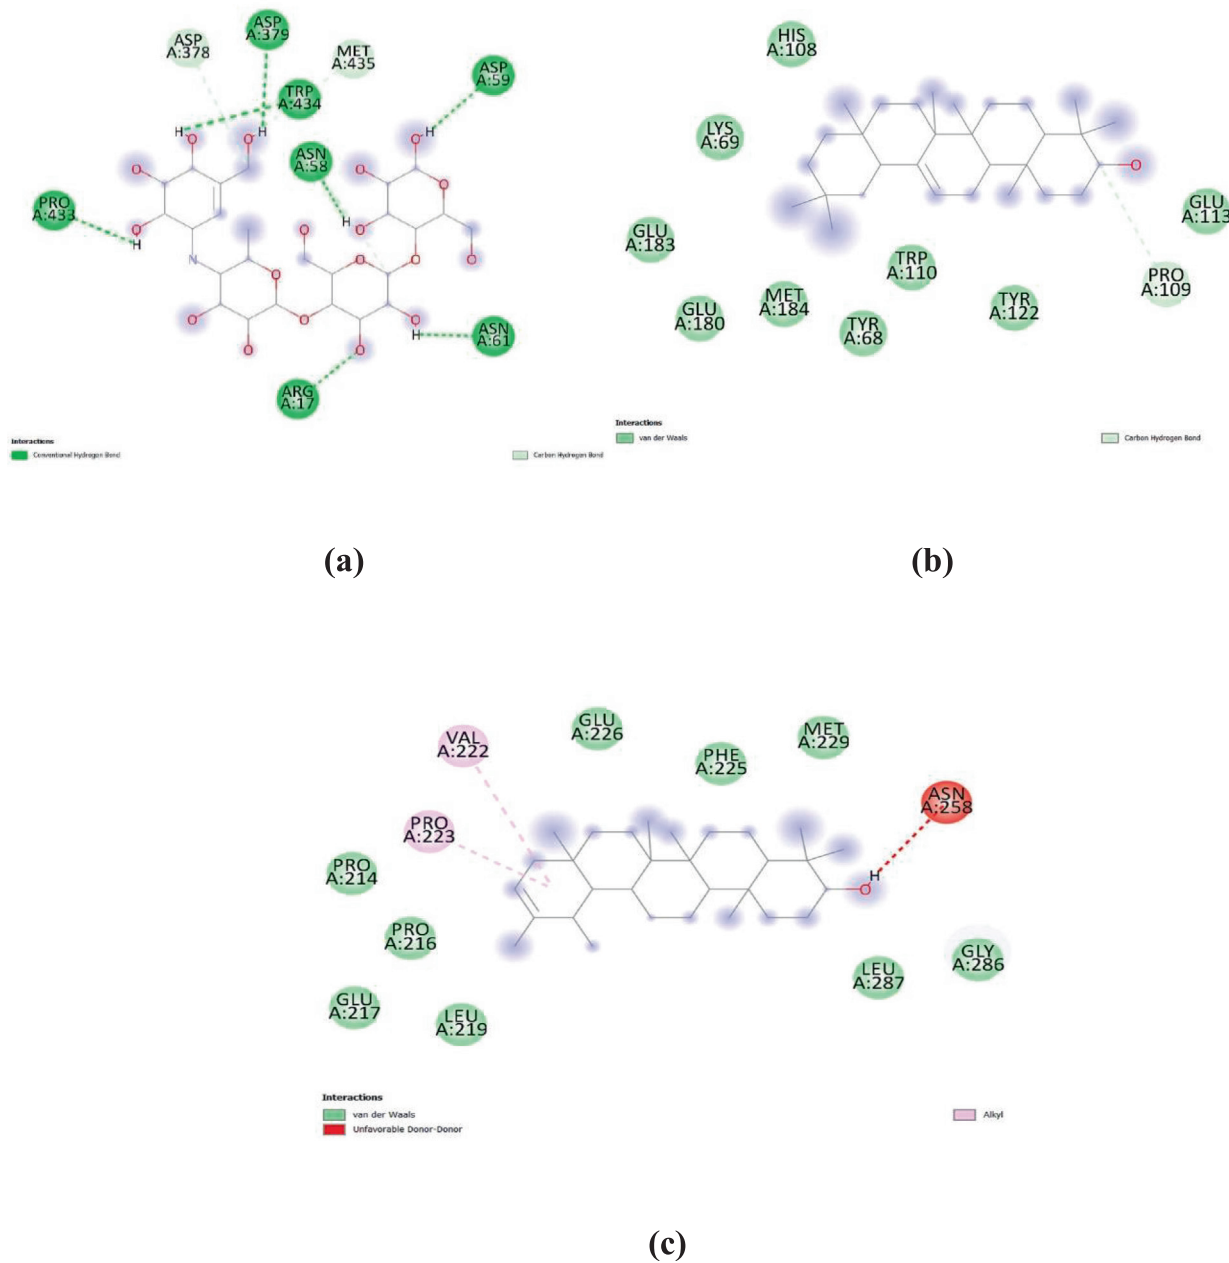 ASP
A:379
ASP
A:378
MET
A:435
ASP
A:59
TRP
A:434
H
H
H
O
O
O
ASN
A:58
O
O
O
O
PRO
A:433
O
H
H
O
O
O
N
O
O
O
O
O
O
O
O
H
ASN
A:61
O
O
ARG
A:17
Interactions
Conventional Hydrogen Bond
Carbon Hydrogen Bond
(a)
HIS
A:108
LYS
A:69
O
GLU
A:113
GLU
A:183
TRP
A:110
PRO
A:109
GLU
A:180
MET
A:184
TYR
A:68
TYR
A:122
Interactions
van der Waals
Carbon Hydrogen Bond
(b)
VAL
A:222
GLU
A:226
PHE
A:225
MET
A:229
ASN
A:258
PRO
A:223
PRO
A:214
H
O
PRO
A:216
GLU
A:217
LEU
A:219
LEU
A:287
GLY
A:286
Interactions
van der Waals
Unfavorable Donor-Donor
Alkyl
(c)